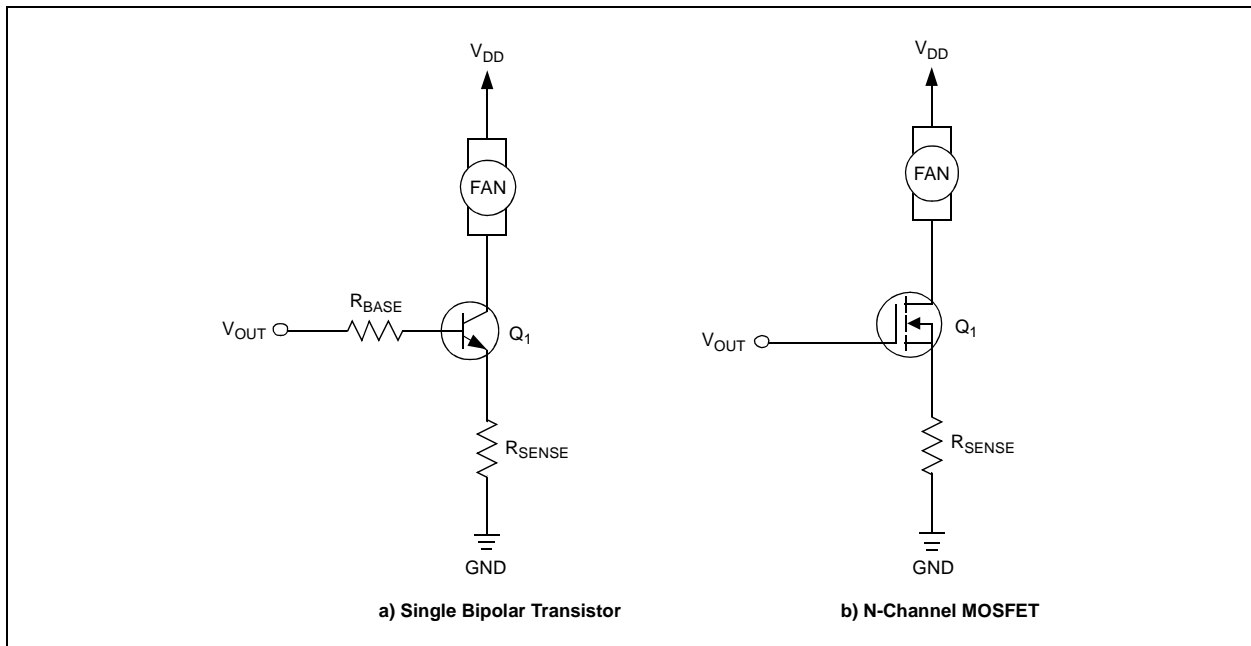 V_DD
FAN
R_BASE
V_OUT
Q_1
R_SENSE
GND
a) Single Bipolar Transistor
V_DD
FAN
Q_1
V_OUT
R_SENSE
GND
b) N-Channel MOSFET